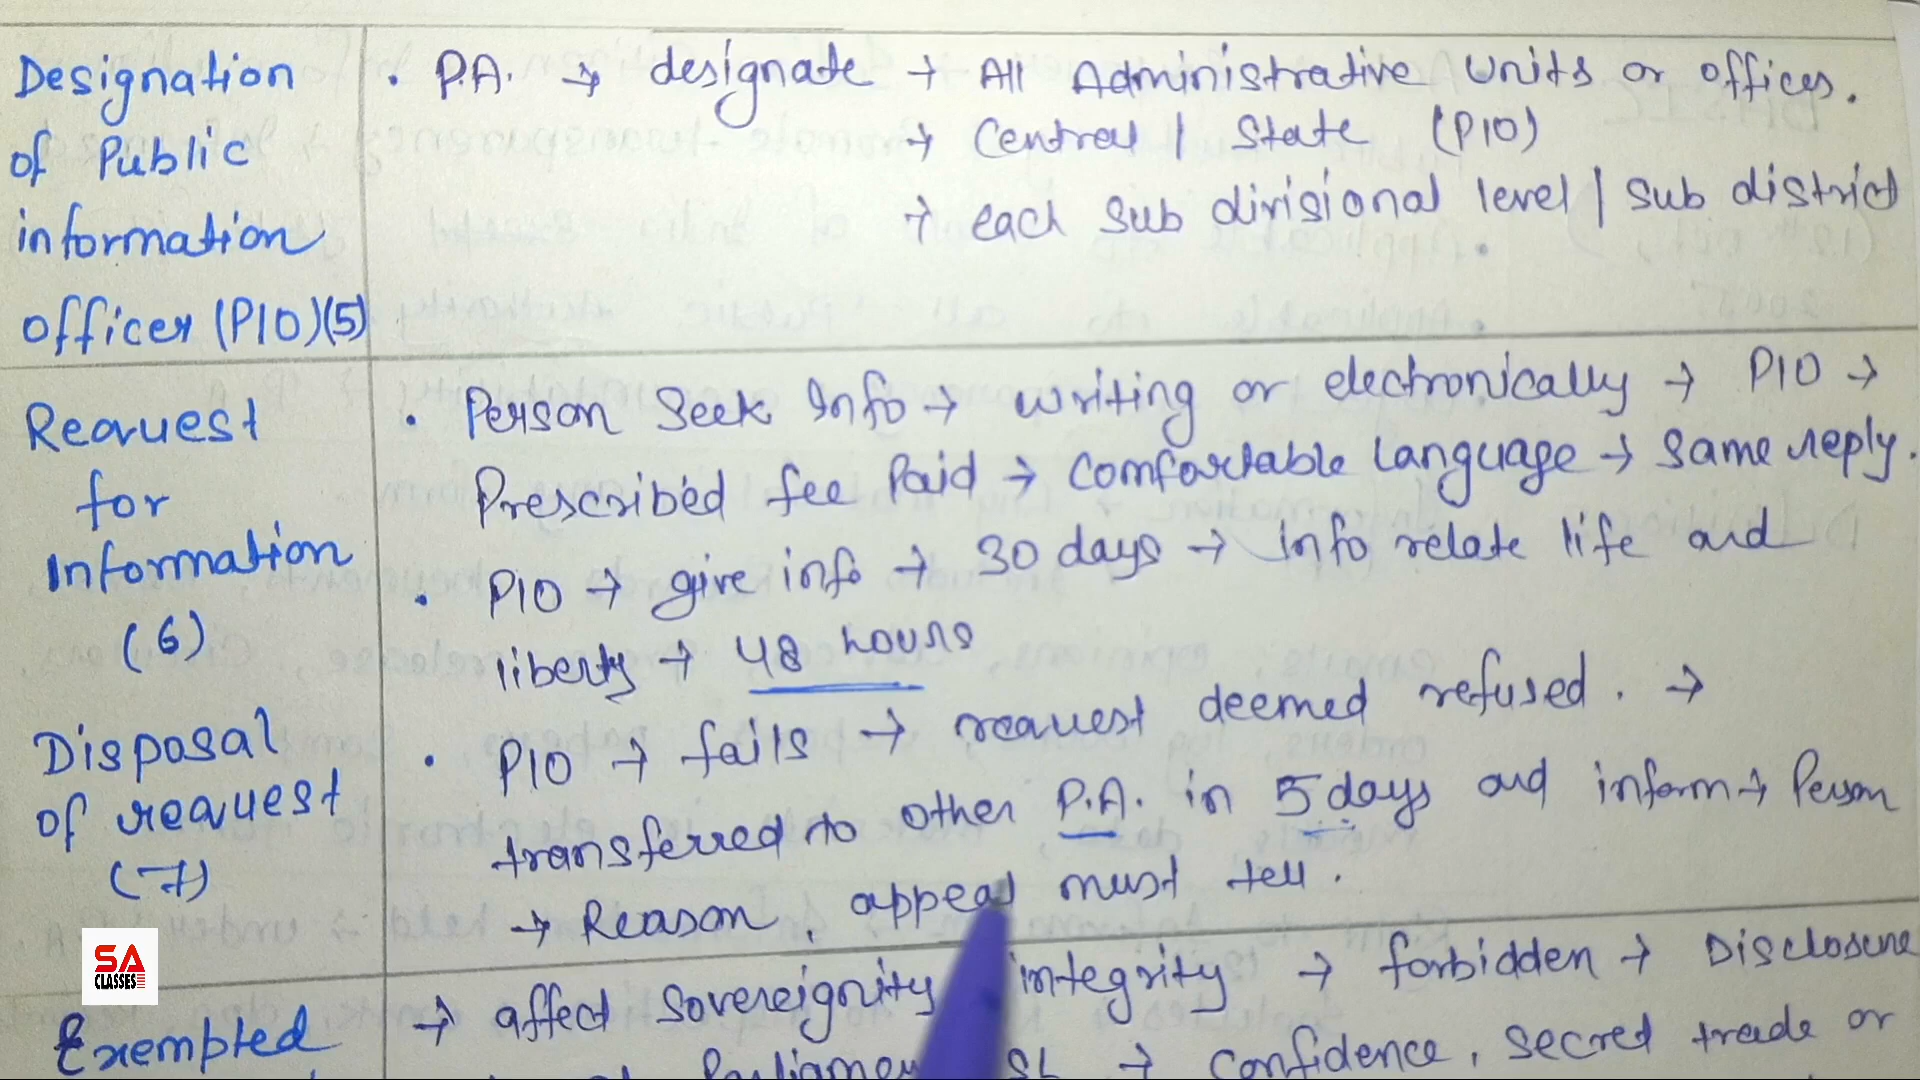 Designation
of Public
information
officer (PIO)(5)
• P.A. → designate → All Administrative Units or offices.
→ Central / State (PIO)
→ each Sub divisional level / Sub district
Request
for
Information
(6)
• Person Seek Info → writing or electronically → PIO →
Prescribed fee Paid → comfortable language → same reply.
• PIO → give info → 30 days → info relate life and
liberty → 48 hours
Disposal
of request
(7)
• PIO → fails → request deemed refused. →
transferred to other P.A. in 5 days and inform → Person
→ Reason, appeal must tell.
Exempted
→ affect sovereignity integrity → forbidden → Disclosure
→ confidence, secred trade or
SA
CLASSES